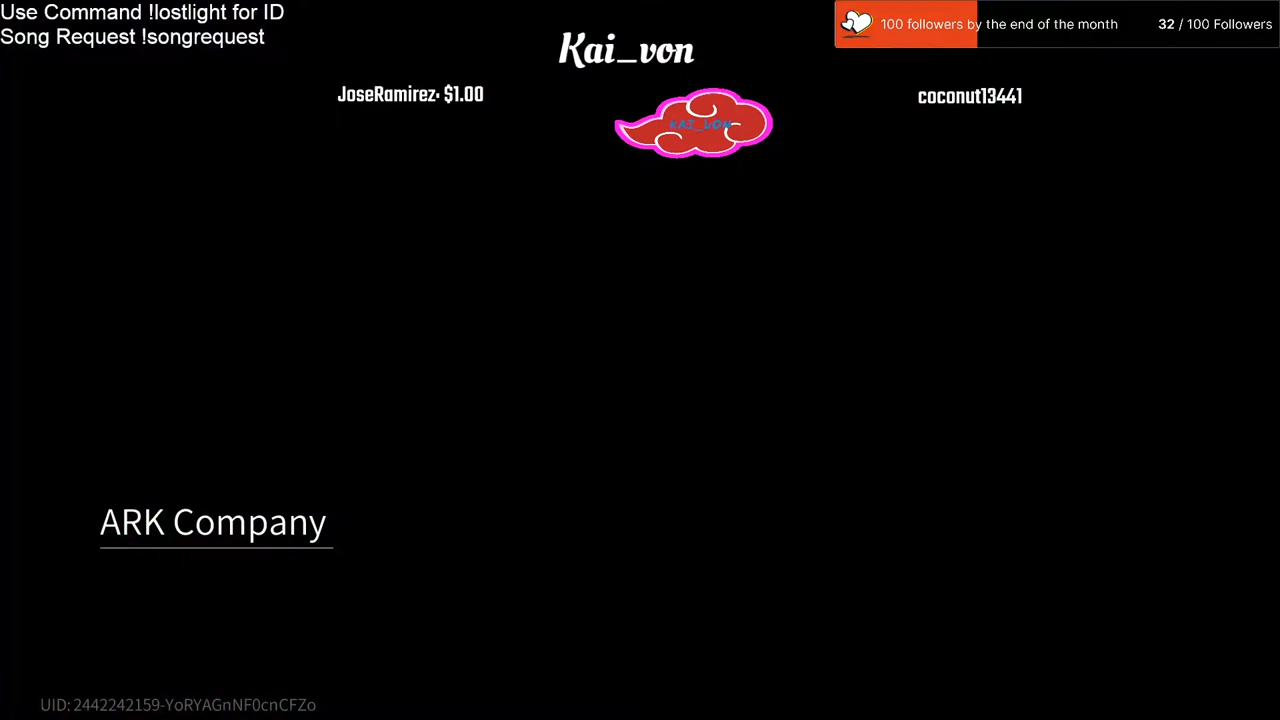 Use Command !lostlight for ID
Song Request !songrequest
100 followers by the end of the month
32 / 100 Followers
Kai_von
JoseRamirez: $1.00
coconut13441
KAI_VON
ARK Company
UID: 2442242159-YoRYAGnNF0cnCFZo